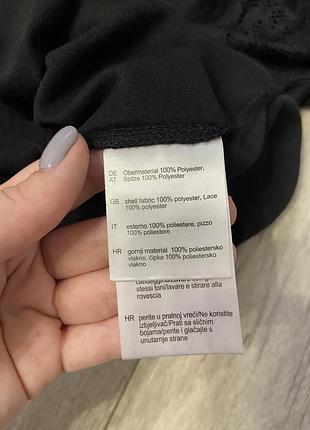 DE Obermaterial 100% Polyester,
AT Spitze 100% Polyester
GB shell fabric 100% Polyester, Lace
100% Polyester
IT esterno 100% poliestere, pizzo
100% poliestere
HR gornji material 100% poliestersko
vlakno, čipka 100% poliestersko
vlakno
stessi toni/lavare e stirare alla
rovescia
HR perite u pralnoj vreći/Ne koristite
izbjeljivač/Prati sa sličnim
bojama/perite i glačajte s
unutarnje strane